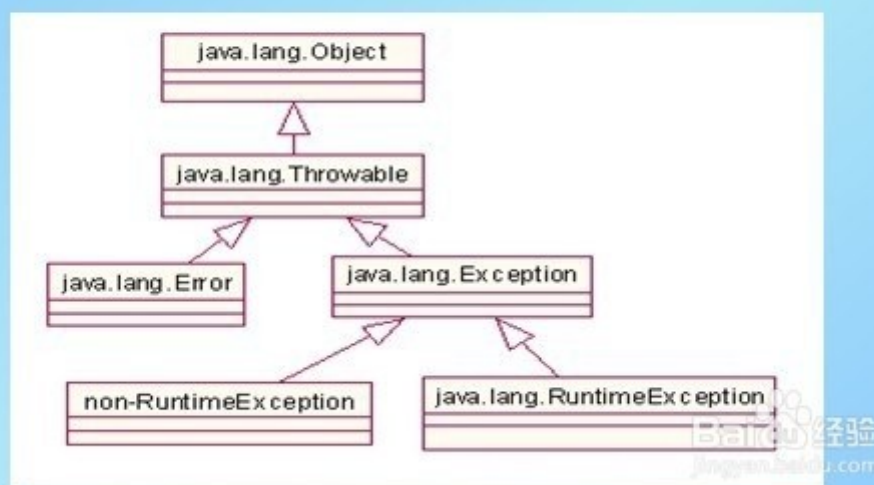 java.lang.Object
java.lang.Throwable
java.lang.Error
java.lang.Exception
non-RuntimeException
java.lang.RuntimeException
Baidu 经验
jingyan.baidu.com